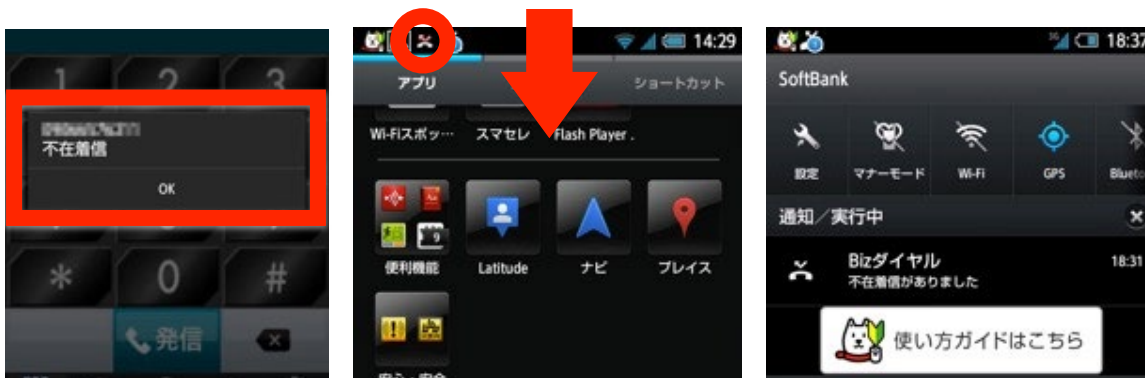 1 2 3
不在着信
OK
* 0 #
発信
14:29
アプリ
ショートカット
Wi-Fiスポッ…
スマセレ
Flash Player .
9
便利機能
Latitude
ナビ
プレイス
3G
18:37
SoftBank
設定
マナーモード
Wi-Fi
GPS
Blueto
通知／実行中
Bizダイヤル
18:31
不在着信がありました
使い方ガイドはこちら